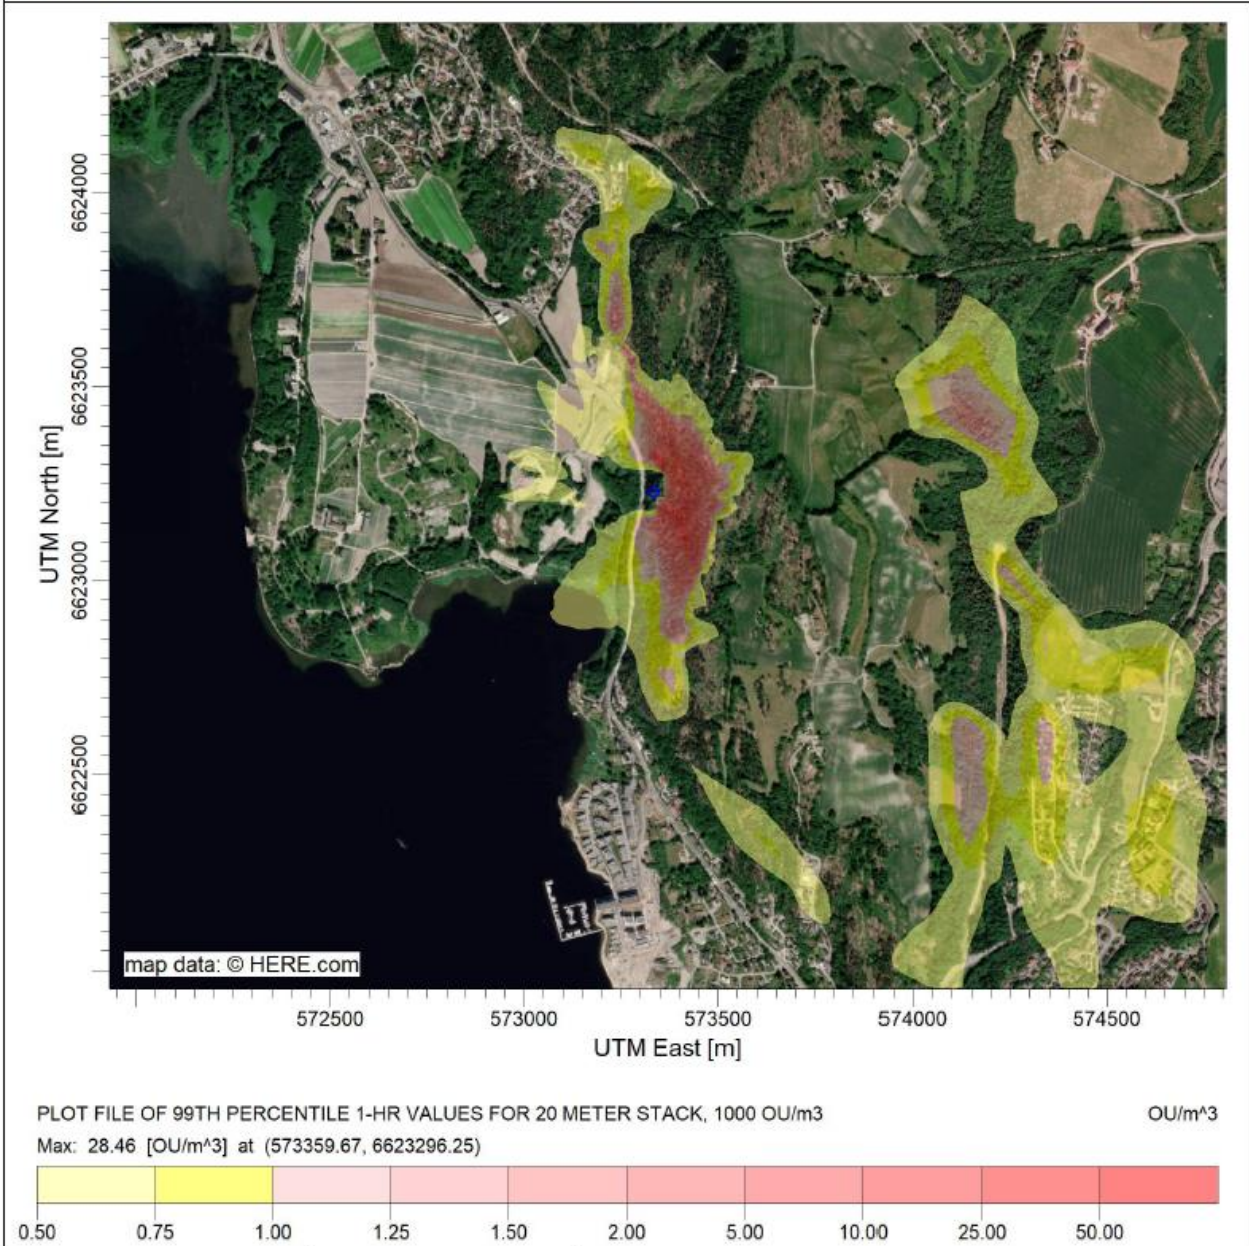 6624000
6623500
6623000
6622500
UTM North [m]
map data: © HERE.com
572500 573000 573500 574000 574500
UTM East [m]
PLOT FILE OF 99TH PERCENTILE 1-HR VALUES FOR 20 METER STACK, 1000 OU/m3 OU/m^3
Max: 28.46 [OU/m^3] at (573359.67, 6623296.25)
0.50 0.75 1.00 1.25 1.50 2.00 5.00 10.00 25.00 50.00